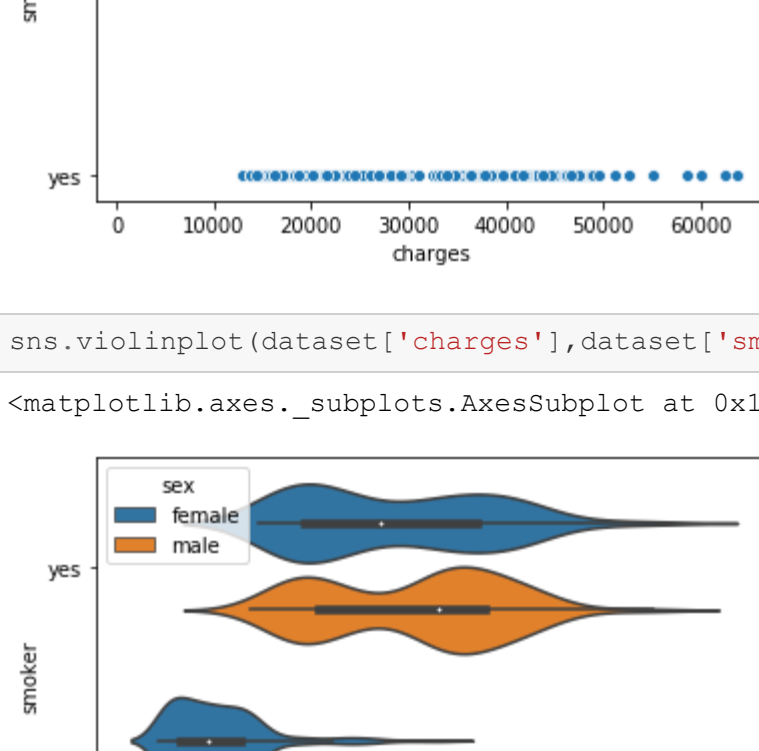 sm
yes
0 10000 20000 30000 40000 50000 60000
charges
sns.violinplot(dataset['charges'],dataset['sm
<matplotlib.axes._subplots.AxesSubplot at 0x1
sex
female
male
yes
smoker